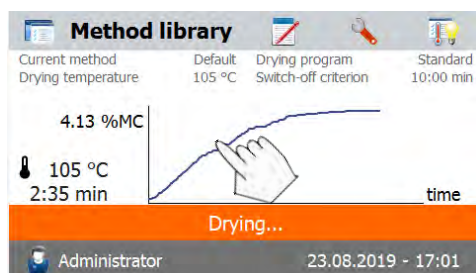 Method library
Current method Default Drying program Standard
Drying temperature 105 °C Switch-off criterion 10:00 min
4.13 %MC
105 °C
2:35 min time
Drying...
Administrator 23.08.2019 - 17:01